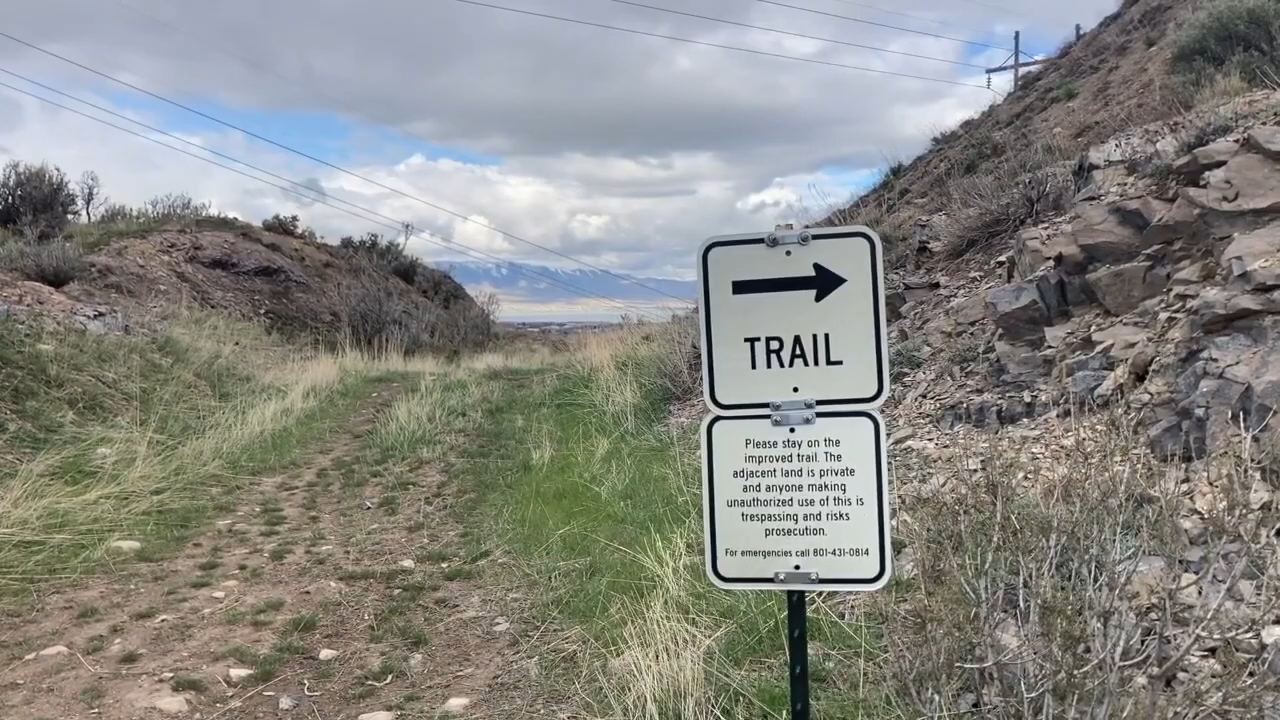 TRAIL
Please stay on the
improved trail. The
adjacent land is private
and anyone making
unauthorized use of this is
trespassing and risks
prosecution.
For emergencies call 801-431-0814